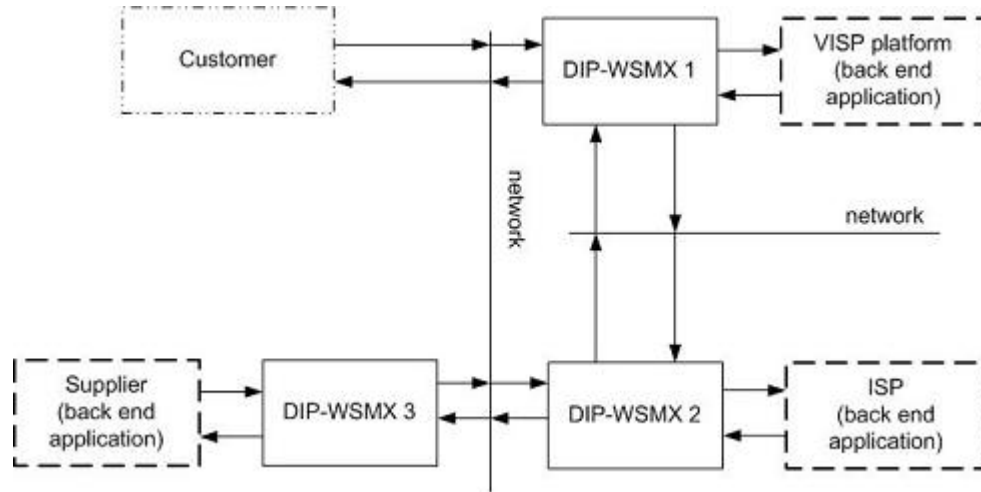 Customer
DIP-WSMX 1
VISP platform
(back end
application)
network
network
Supplier
(back end
application)
DIP-WSMX 3
DIP-WSMX 2
ISP
(back end
application)